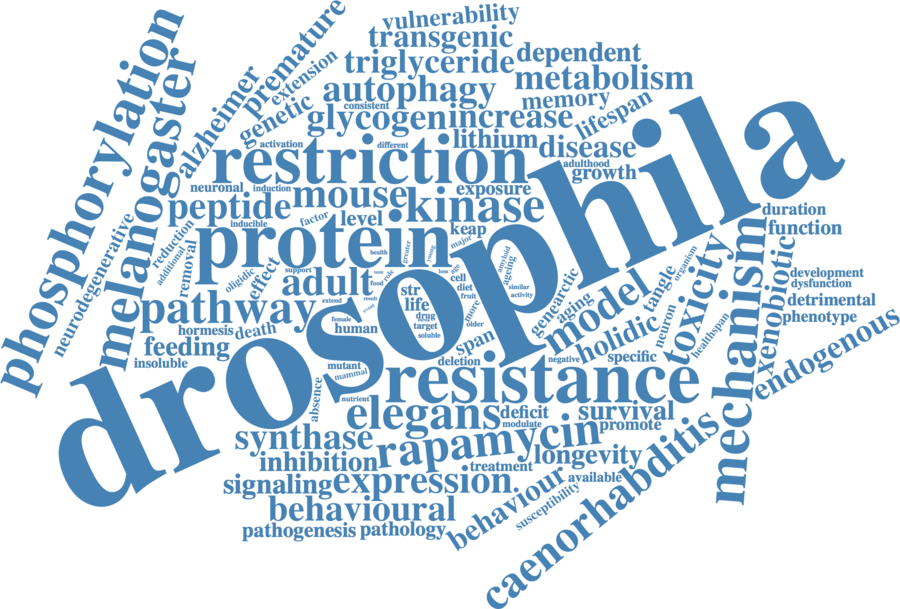 vulnerability
transgenic
triglyceride
dependent
autophagy
metabolism
consistent
memory
lifespan
glycogen
increase
premature
extension
genetic
alzheimer
phosphorylation
melanogaster
neurodegenerative
activation
different
lithium
disease
adulthood
growth
restriction
neuronal
induction
mouse
exposure
peptide
factor
level
kinase
keap
inducible
protein
drosophila
duration
function
reduction
additional
removal
oligidic
effect
support
health
greater
young
major
amyloid
ageing
adult
food
role
cell
diet
fruit
loss
age
similar
activity
organism
tangle
toxicity
mechanism
xenobiotic
development
dysfunction
detrimental
phenotype
endogenous
pathway
extend
result
str
life
drug
target
soluble
more
older
genearctic
aging
model
neuron
healthspan
hormesis
death
female
human
span
holidic
specific
feeding
insoluble
mutant
mammal
deletion
negative
resistance
nutrient
absence
elegans
deficit
modulate
survival
promote
synthase
rapamycin
longevity
inhibition
treatment
signaling
expression.
available
behavioural
behaviour
susceptibility
caenorhabditis
pathogenesis
pathology